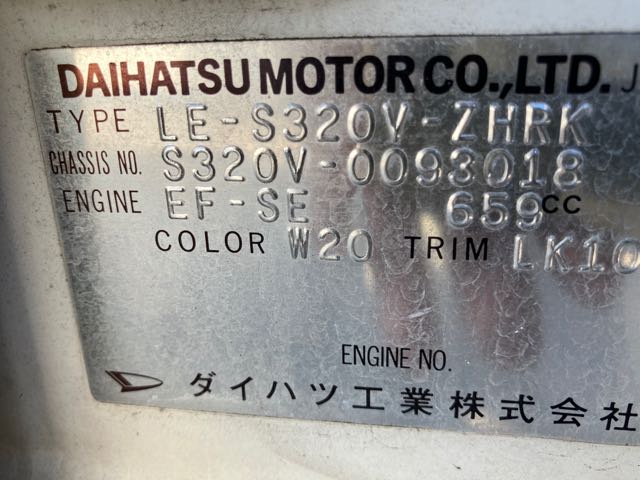 DAIHATSU MOTOR CO.,LTD. J
TYPE LE-S320V-ZHRK
CHASSIS NO. S320V-0093018
ENGINE EF-SE 659CC
COLOR W20 TRIM LK10
ENGINE NO.
ダイハツ工業株式会社